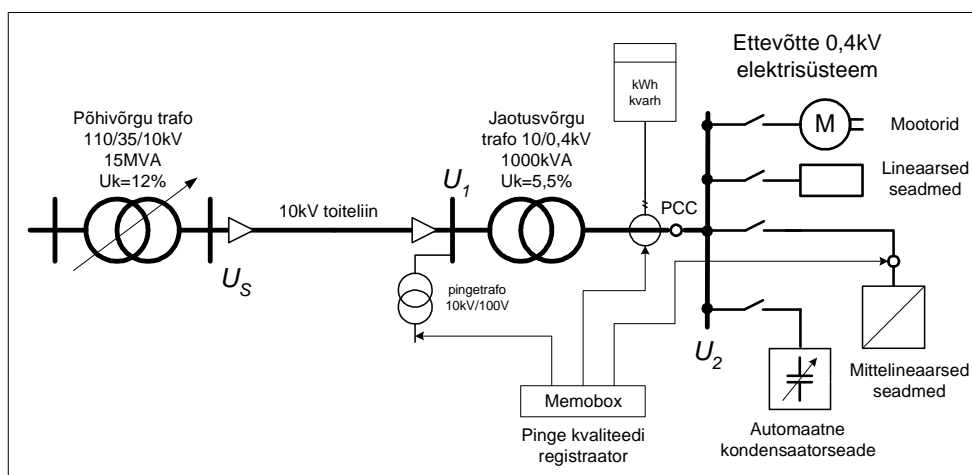 Ettevõtte 0,4kV
elektrisüsteem
kWh
kvarh
Põhivõrgu trafo
110/35/10kV
15MVA
Uk=12%
Jaotusvõrgu
trafo 10/0,4kV
1000kVA
Uk=5,5%
U1
M
Mootorid
Lineaarsed
seadmed
PCC
10kV toiteliin
US
pingetrafo
10kV/100V
U2
Mittelineaarsed
seadmed
Memobox
Pinge kvaliteedi
registraator
Automaatne
kondensaatorseade